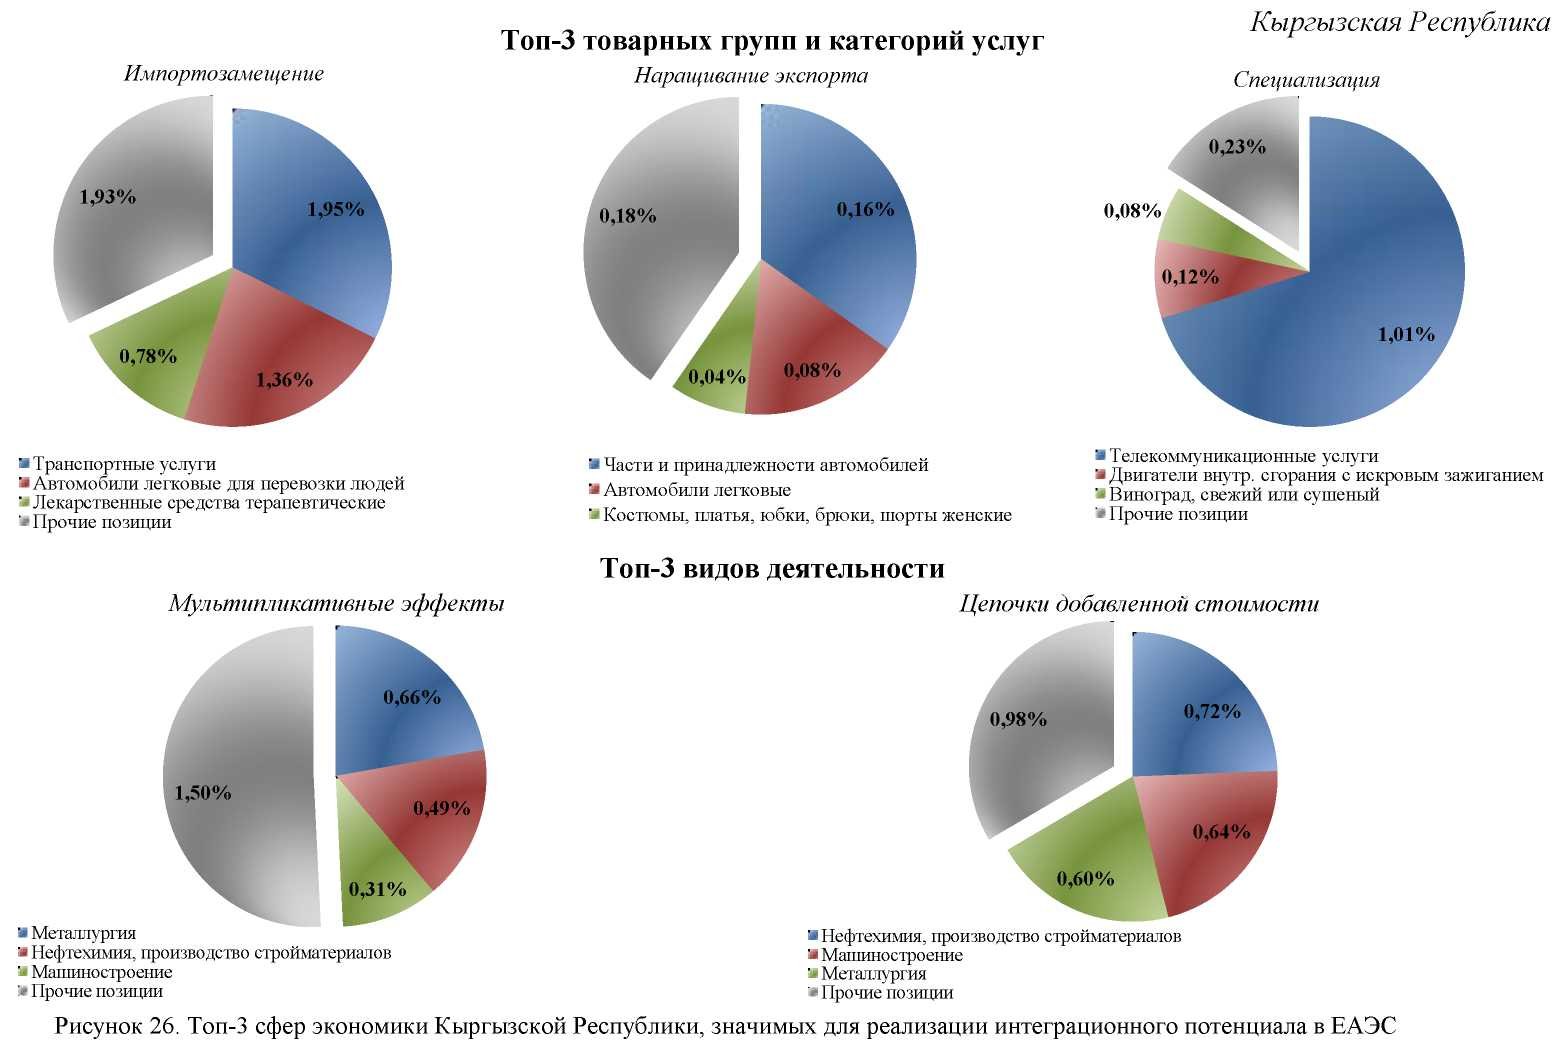 Кыргызская Республика
Топ-3 товарных групп и категорий услуг
Импортозамещение
1,93%
1,95%
0,78%
1,36%
Транспортные услуги
Автомобили легковые для перевозки людей
Лекарственные средства терапевтические
Прочие позиции
Наращивание экспорта
0,18%
0,16%
0,04%
0,08%
Части и принадлежности автомобилей
Автомобили легковые
Костюмы, платья, юбки, брюки, шорты женские
Специализация
0,23%
0,08%
0,12%
1,01%
Телекоммуникационные услуги
Двигатели внутр. сгорания с искровым зажиганием
Виноград, свежий или сушеный
Прочие позиции
Топ-3 видов деятельности
Мультипликативные эффекты
0,66%
1,50%
0,49%
0,31%
Металлургия
Нефтехимия, производство стройматериалов
Машиностроение
Прочие позиции
Цепочки добавленной стоимости
0,98%
0,72%
0,64%
0,60%
Нефтехимия, производство стройматериалов
Машиностроение
Металлургия
Прочие позиции
Рисунок 26. Топ-3 сфер экономики Кыргызской Республики, значимых для реализации интеграционного потенциала в ЕАЭС